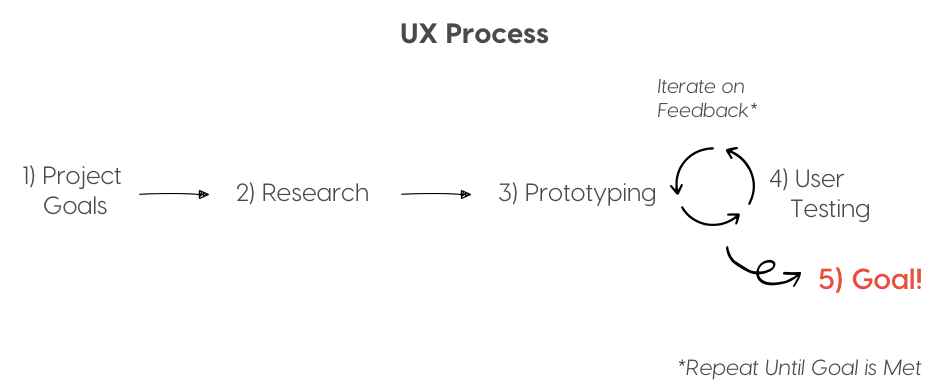 UX Process
Iterate on
Feedback*
1) Project
Goals
2) Research
3) Prototyping
4) User
Testing
5) Goal!
*Repeat Until Goal is Met